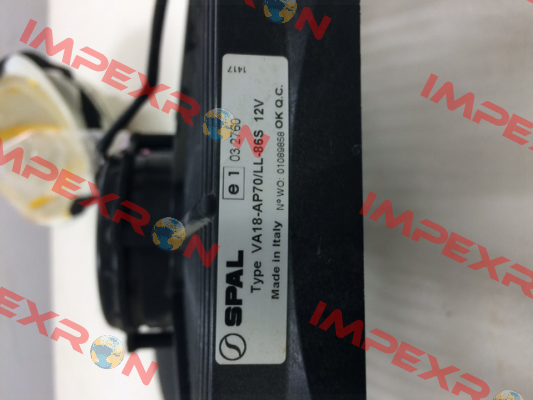 SPAL
e 1 03.2760
1417
Type VA18-AP70/LL-86S 12V
Made in Italy N° WO: 01089858 OK Q.C.
IMPEXRON
IMPEXRON
IMPEXRON
IMPEXRON
IMPEXRON